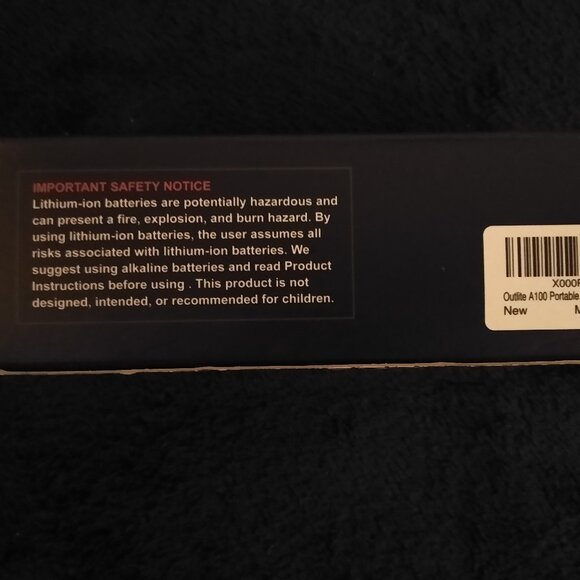 IMPORTANT SAFETY NOTICE
Lithium-ion batteries are potentially hazardous and
can present a fire, explosion, and burn hazard. By
using lithium-ion batteries, the user assumes all
risks associated with lithium-ion batteries. We
suggest using alkaline batteries and read Product
Instructions before using . This product is not
designed, intended, or recommended for children.
X000
Outlite A100 Portable
New